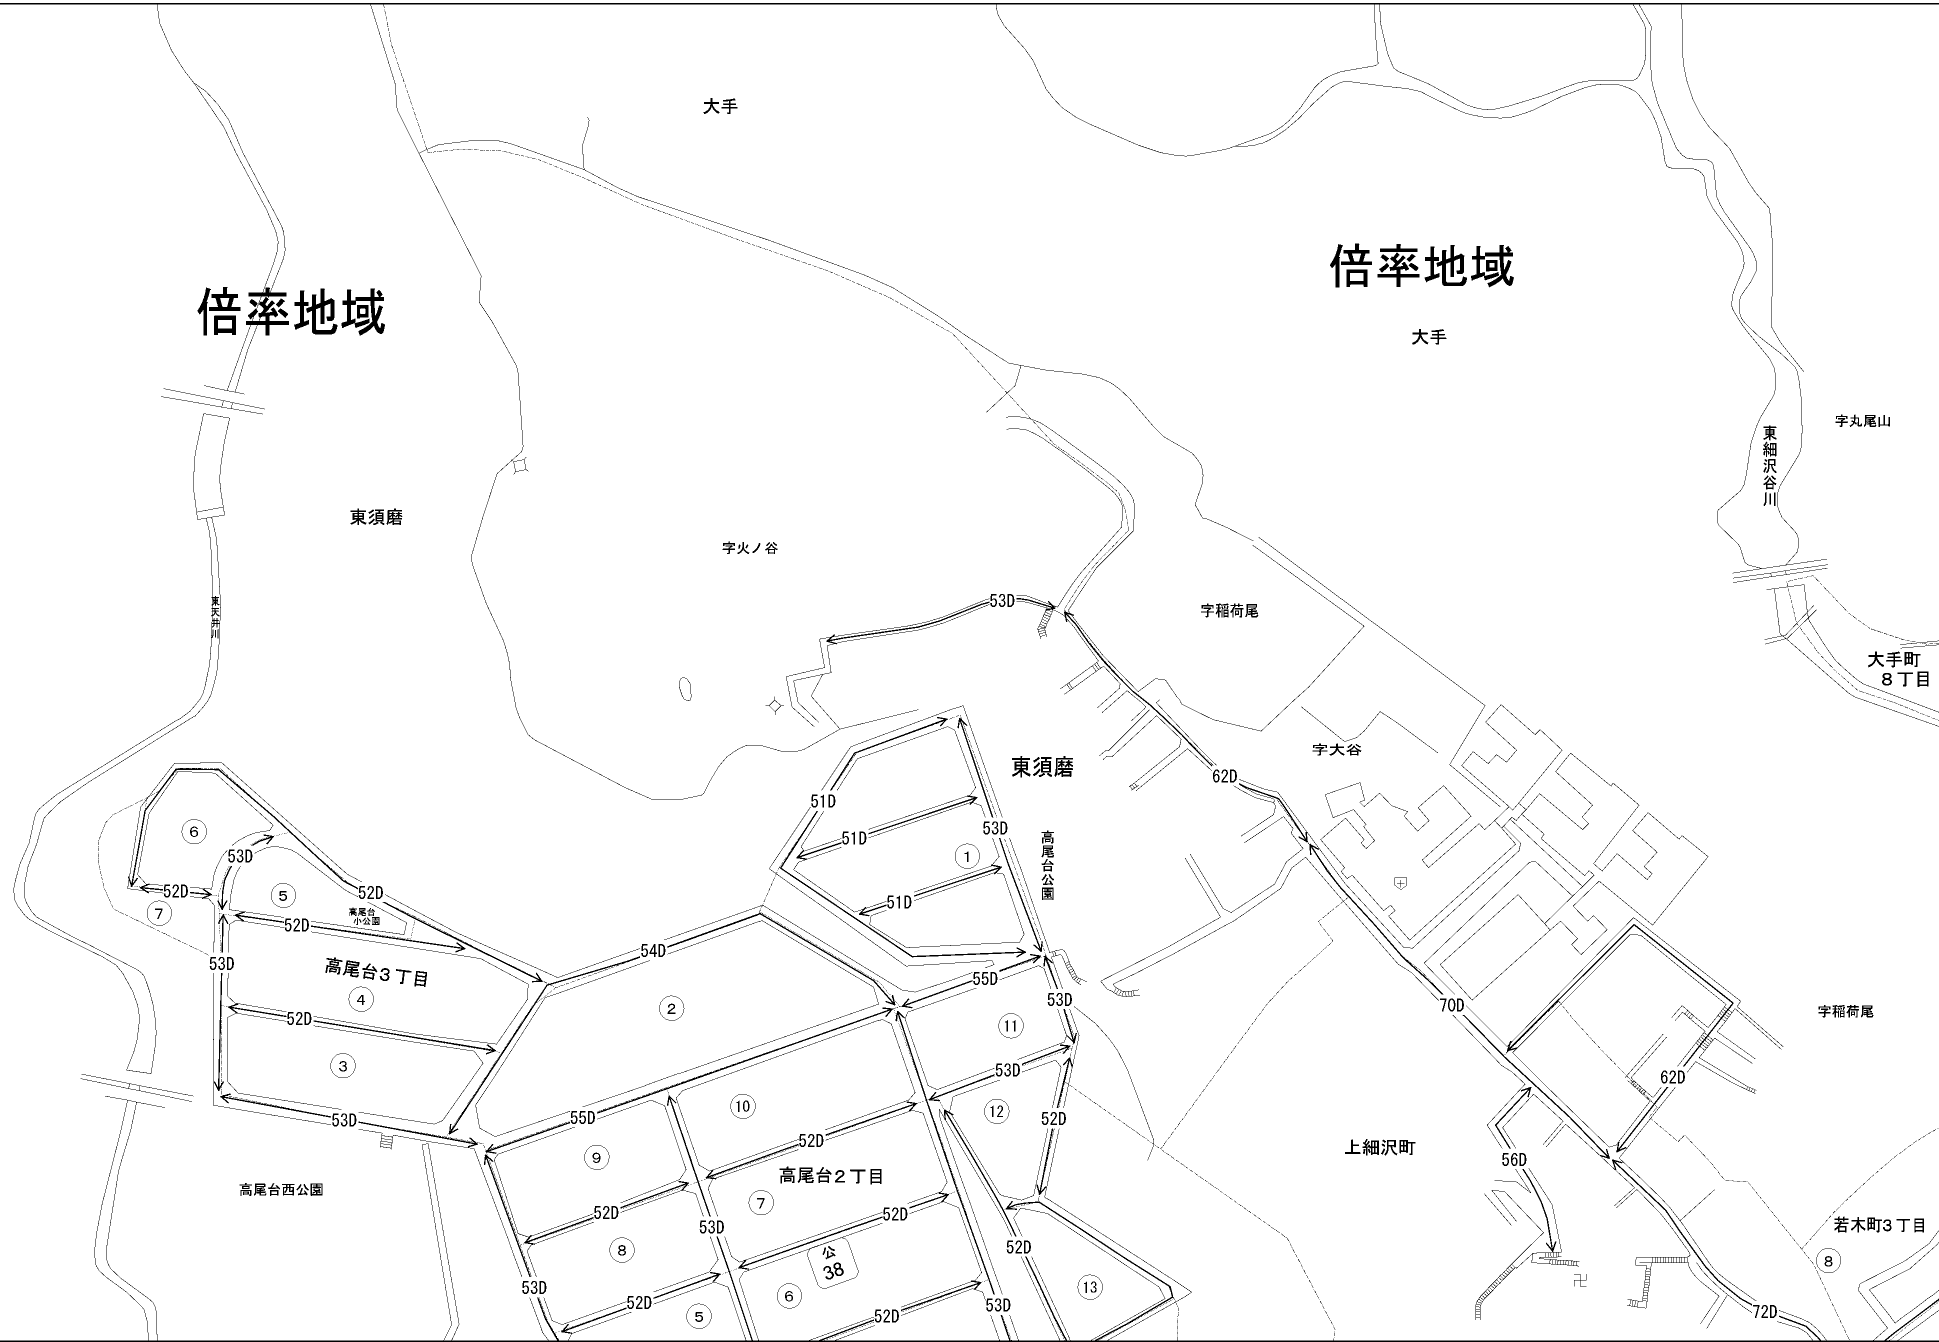 大手
倍率地域
大手
倍率地域
字丸尾山
東細沢谷川
東須磨
字火ノ谷
東天井川
53D
字稲荷尾
大手町
8丁目
字大谷
東須磨
62D
51D
53D
51D
高尾台公園
①
51D
⑥
53D
52D
52D
⑤
⑦
高尾台
小公園
52D
53D
高尾台3丁目
54D
④
55D
②
53D
52D
70D
字稲荷尾
⑪
③
53D
62D
53D
55D
⑩
⑫
52D
52D
上細沢町
56D
⑨
高尾台2丁目
高尾台西公園
⑦
52D
53D
52D
若木町3丁目
⑧
52D
公
38
⑧
53D
⑬
⑥
52D
53D
⑤
52D
72D